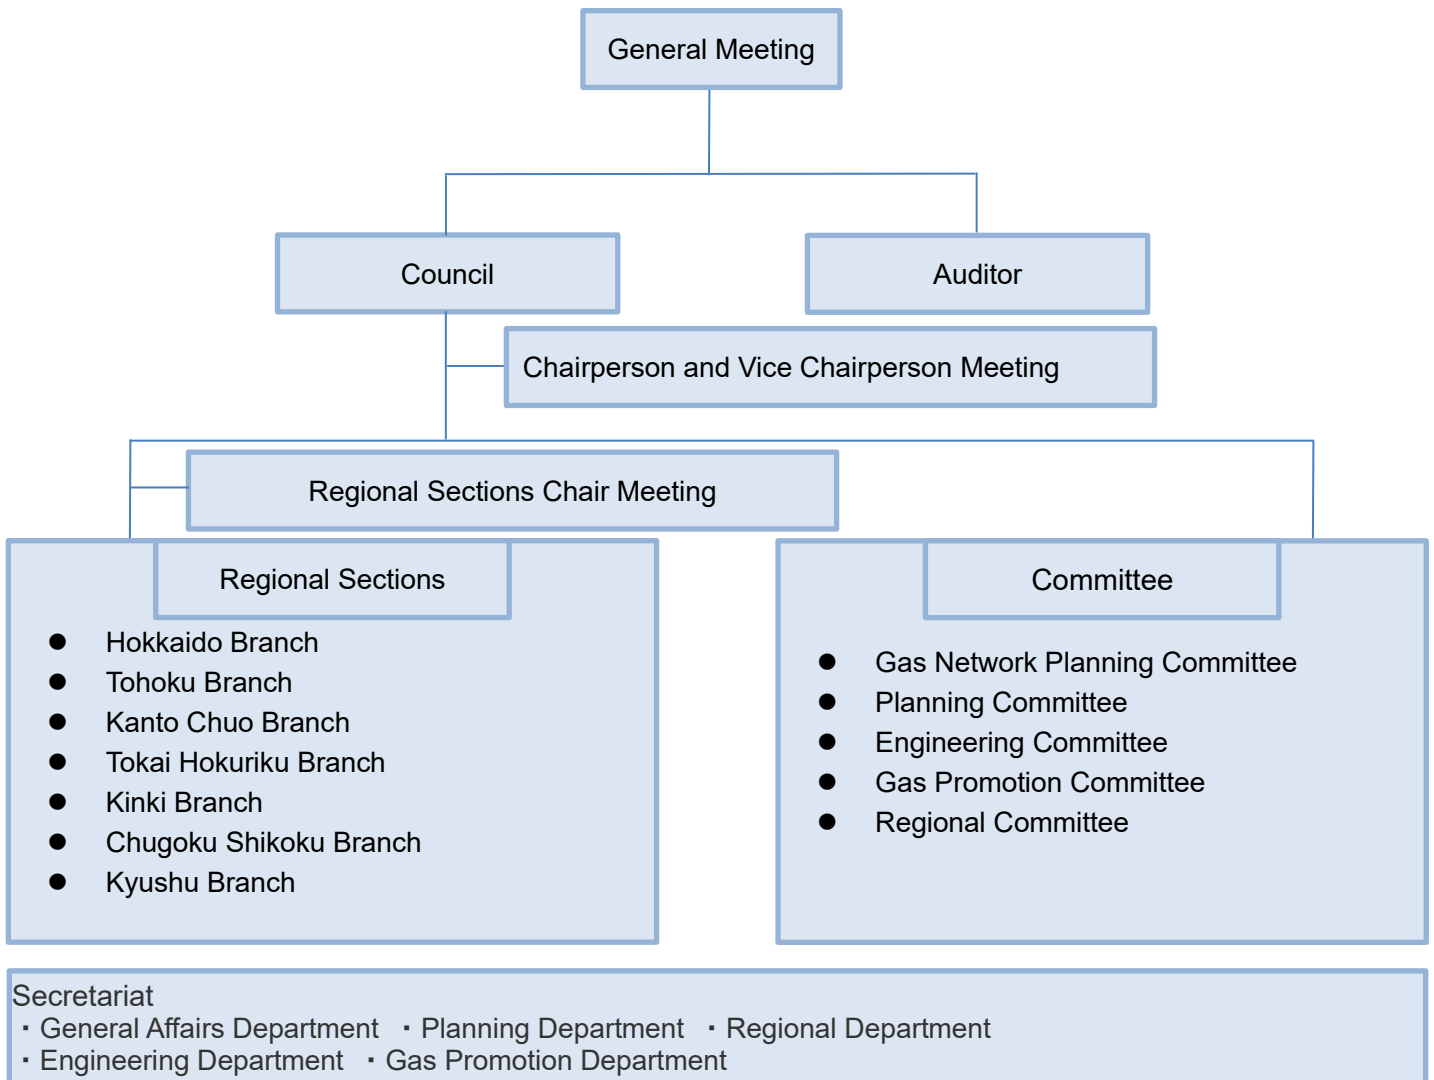 General Meeting
Council
Auditor
Chairperson and Vice Chairperson Meeting
Regional Sections Chair Meeting
Regional Sections
● Hokkaido Branch
● Tohoku Branch
● Kanto Chuo Branch
● Tokai Hokuriku Branch
● Kinki Branch
● Chugoku Shikoku Branch
● Kyushu Branch
Committee
● Gas Network Planning Committee
● Planning Committee
● Engineering Committee
● Gas Promotion Committee
● Regional Committee
Secretariat
・General Affairs Department ・Planning Department ・Regional Department
・Engineering Department ・Gas Promotion Department